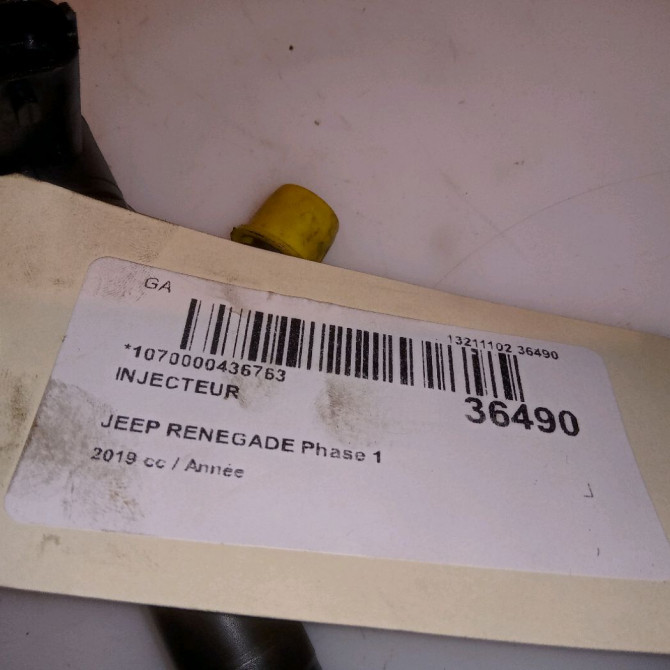 GA
13211102 36490
*1070000436763
INJECTEUR
36490
JEEP RENEGADE Phase 1
2019 cc / Année